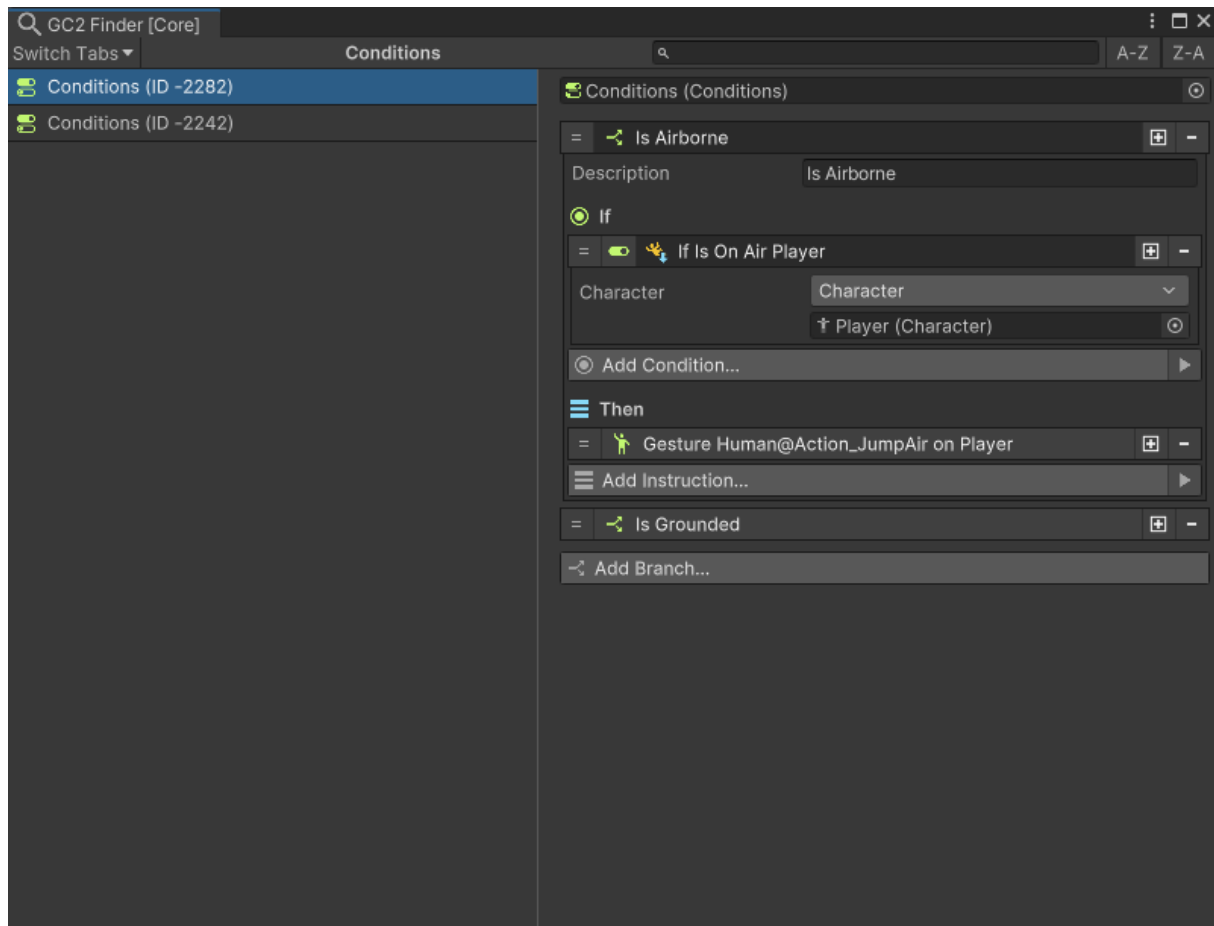 GC2 Finder [Core]
Switch Tabs
Conditions
A-Z
Z-A
Conditions (ID -2282)
Conditions (ID -2242)
Conditions (Conditions)
Is Airborne
Description
Is Airborne
If
If Is On Air Player
Character
Character
Player (Character)
Add Condition...
Then
Gesture Human@Action_JumpAir on Player
Add Instruction...
Is Grounded
Add Branch...